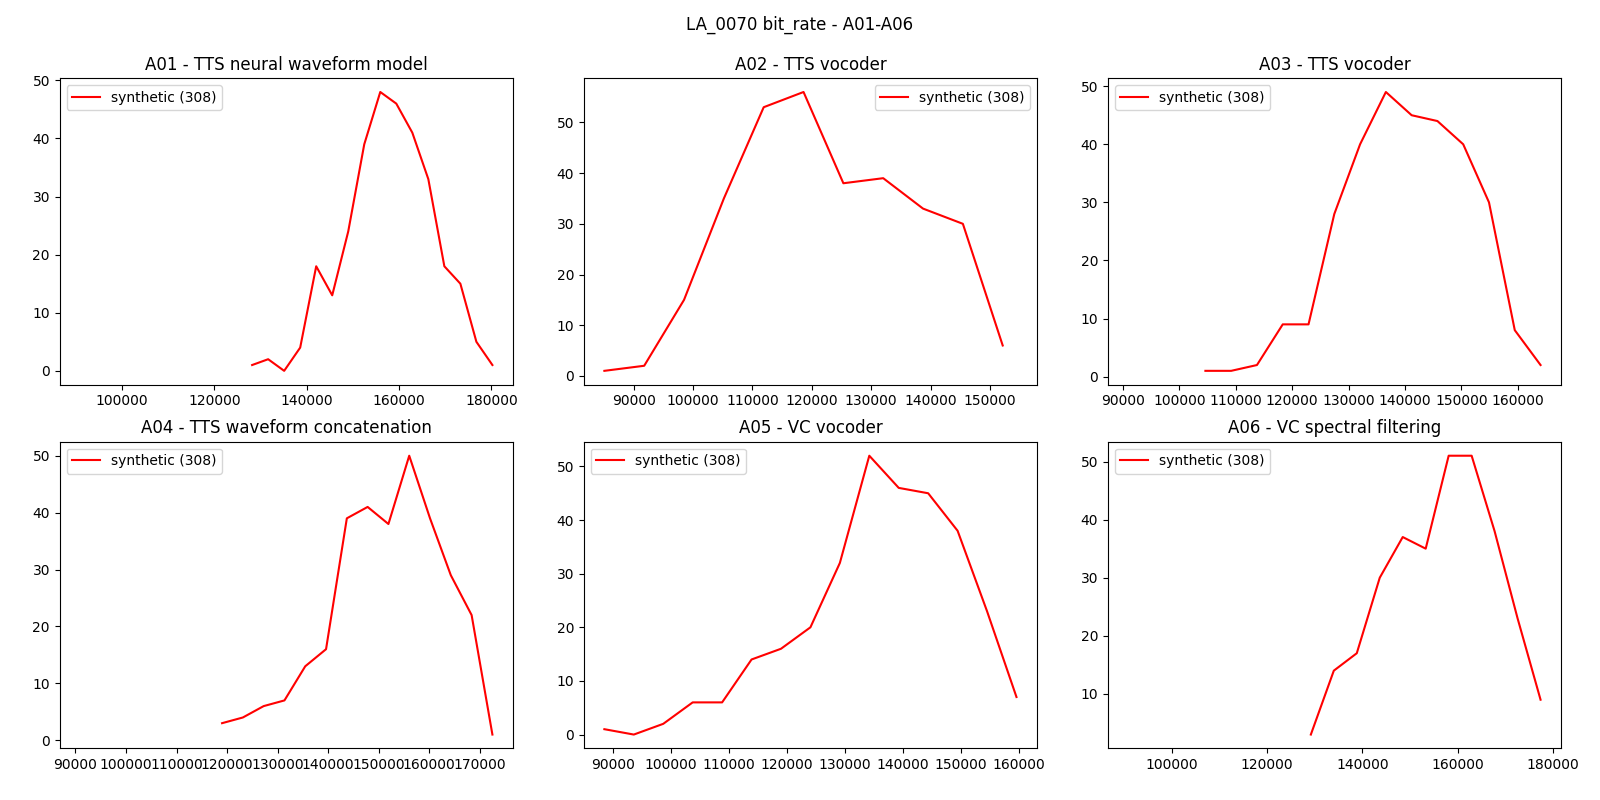 LA_0070 bit_rate - A01-A06
A01 - TTS neural waveform model
synthetic (308)
50
40
30
20
10
0
100000 120000 140000 160000 180000
A02 - TTS vocoder
synthetic (308)
50
40
30
20
10
0
90000 100000 110000 120000 130000 140000 150000
A03 - TTS vocoder
synthetic (308)
50
40
30
20
10
0
90000 100000 110000 120000 130000 140000 150000 160000
A04 - TTS waveform concatenation
synthetic (308)
50
40
30
20
10
0
90000 100000 110000 120000 130000 140000 150000 160000 170000
A05 - VC vocoder
synthetic (308)
50
40
30
20
10
0
90000 100000 110000 120000 130000 140000 150000 160000
A06 - VC spectral filtering
synthetic (308)
50
40
30
20
10
100000 120000 140000 160000 180000